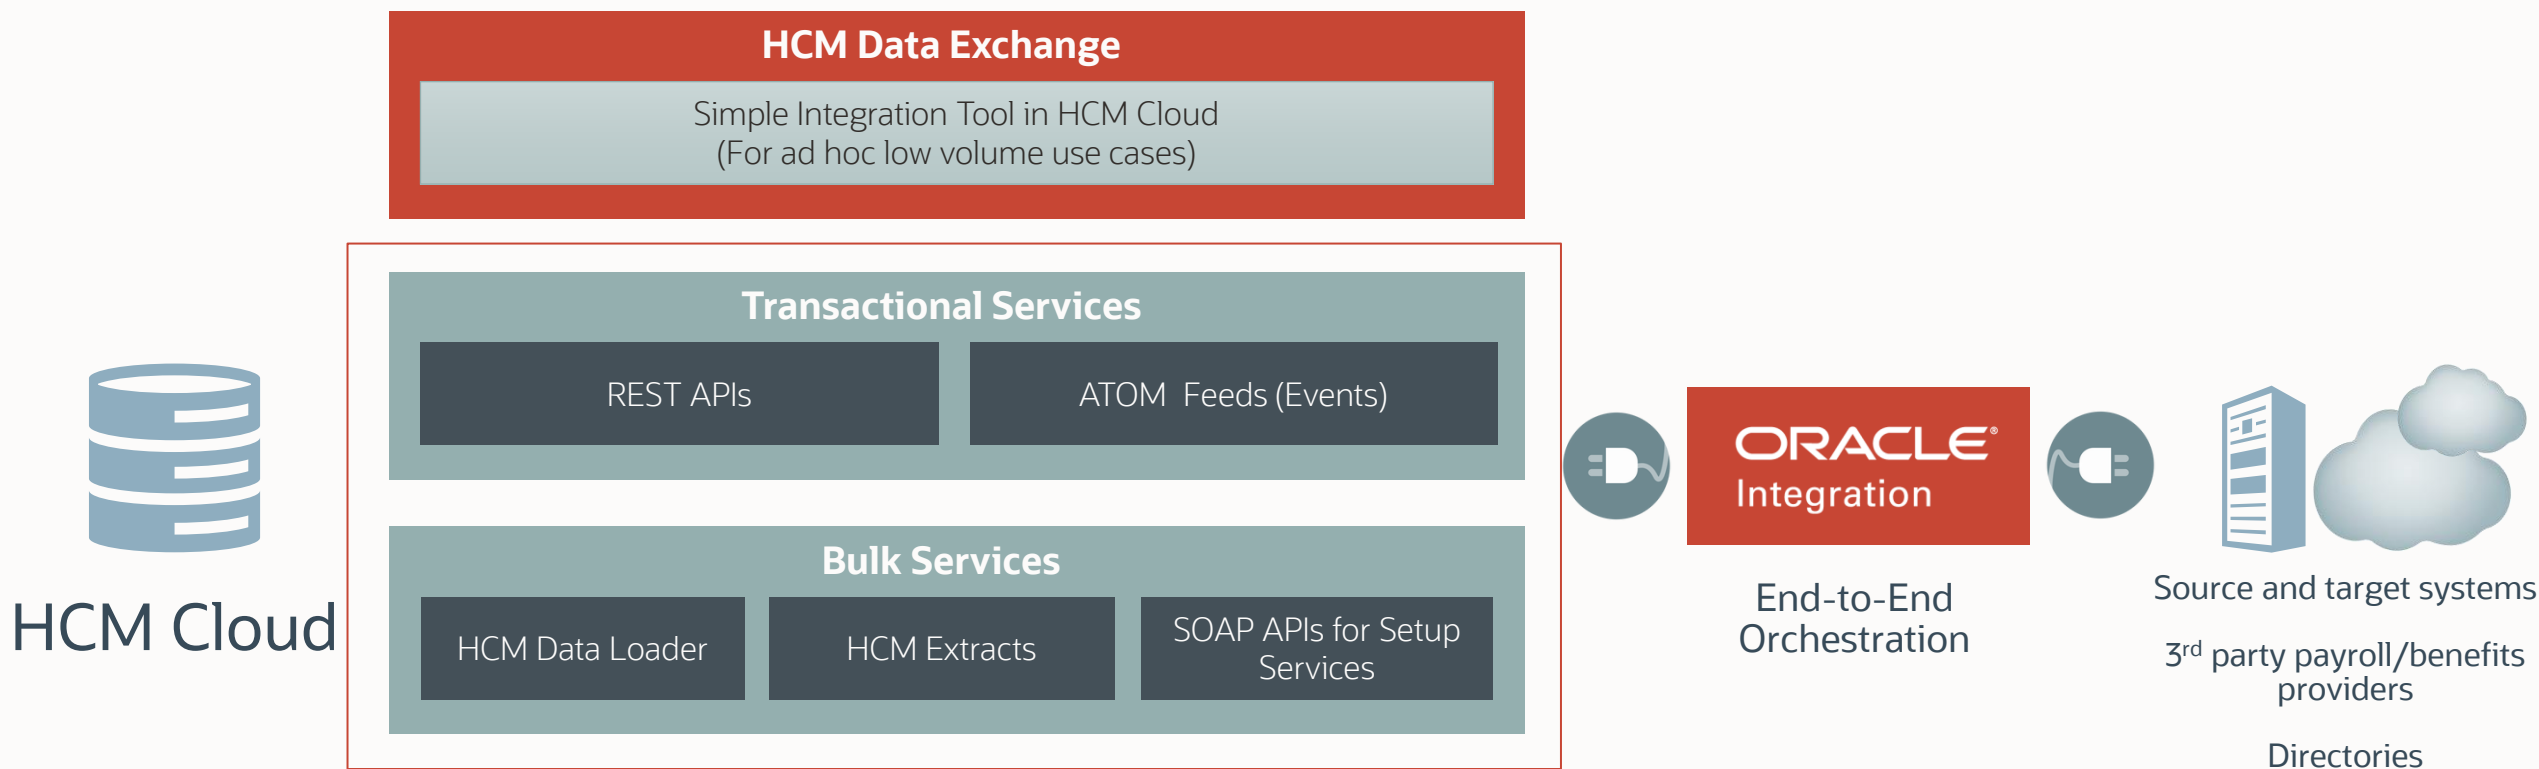 HCM Data Exchange
Simple Integration Tool in HCM Cloud
(For ad hoc low volume use cases)
Transactional Services
REST APIs
ATOM Feeds (Events)
Bulk Services
HCM Data Loader
HCM Extracts
SOAP APIs for Setup
Services
HCM Cloud
ORACLE®
Integration
End-to-End
Orchestration
Source and target systems
3rd party payroll/benefits
providers
Directories